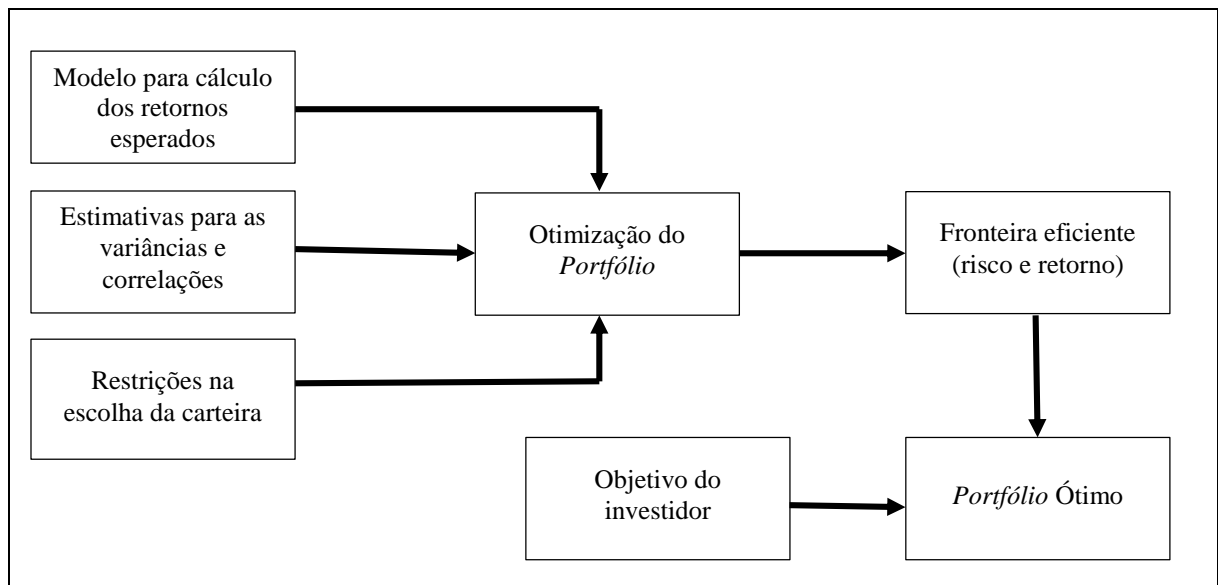 Modelo para cálculo
dos retornos
esperados
Estimativas para as
variâncias e
correlações
Restrições na
escolha da carteira
Otimização do
Portfólio
Fronteira eficiente
(risco e retorno)
Objetivo do
investidor
Portfólio Ótimo